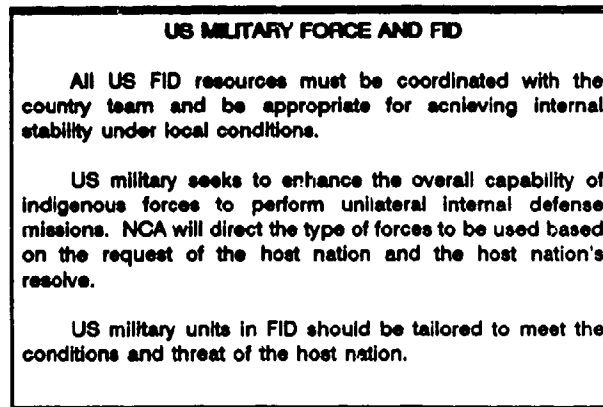 US MILITARY FORCE AND FID
All US FID resources must be coordinated with the
country team and be appropriate for achieving internal
stability under local conditions.
US military seeks to enhance the overall capability of
indigenous forces to perform unilateral internal defense
missions. NCA will direct the type of forces to be used based
on the request of the host nation and the host nation's
resolve.
US military units in FID should be tailored to meet the
conditions and threat of the host nation.